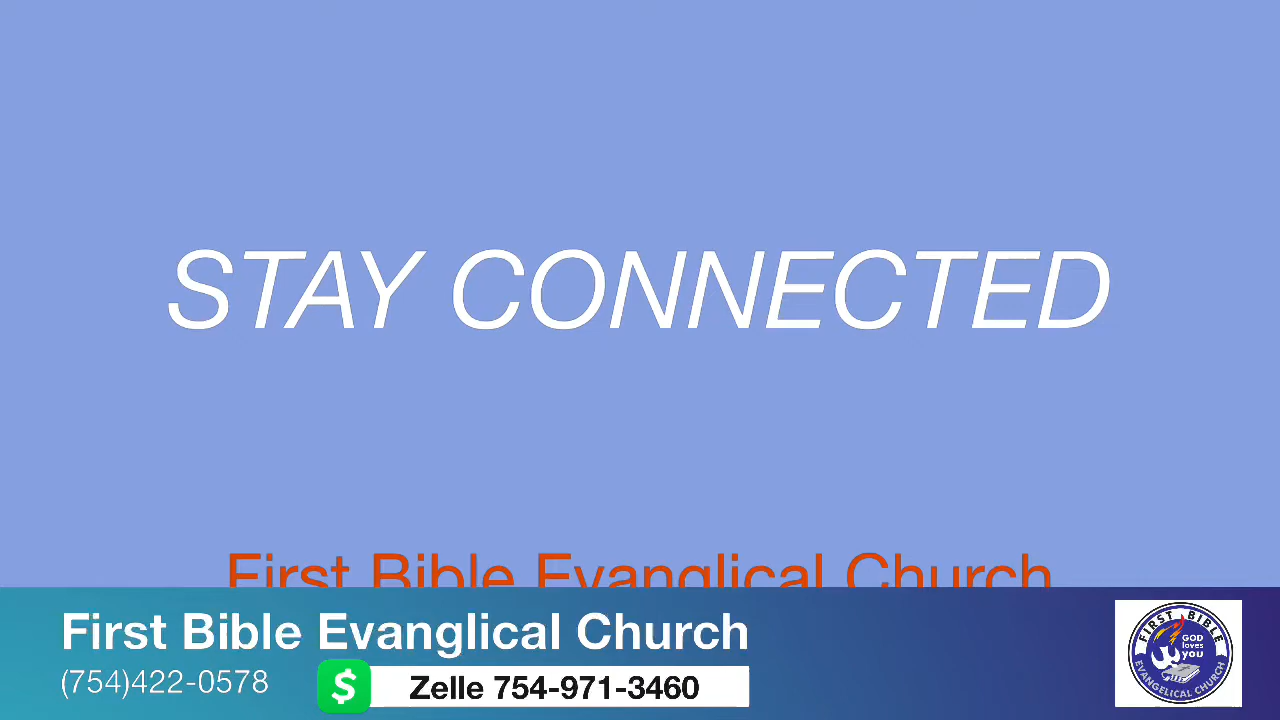 STAY CONNECTED
First Bible Evanglical Church
First Bible Evanglical Church
(754)422-0578
$
Zelle 754-971-3460
FIRST BIBLE
GOD
loves
you
EVANGELICAL CHURCH